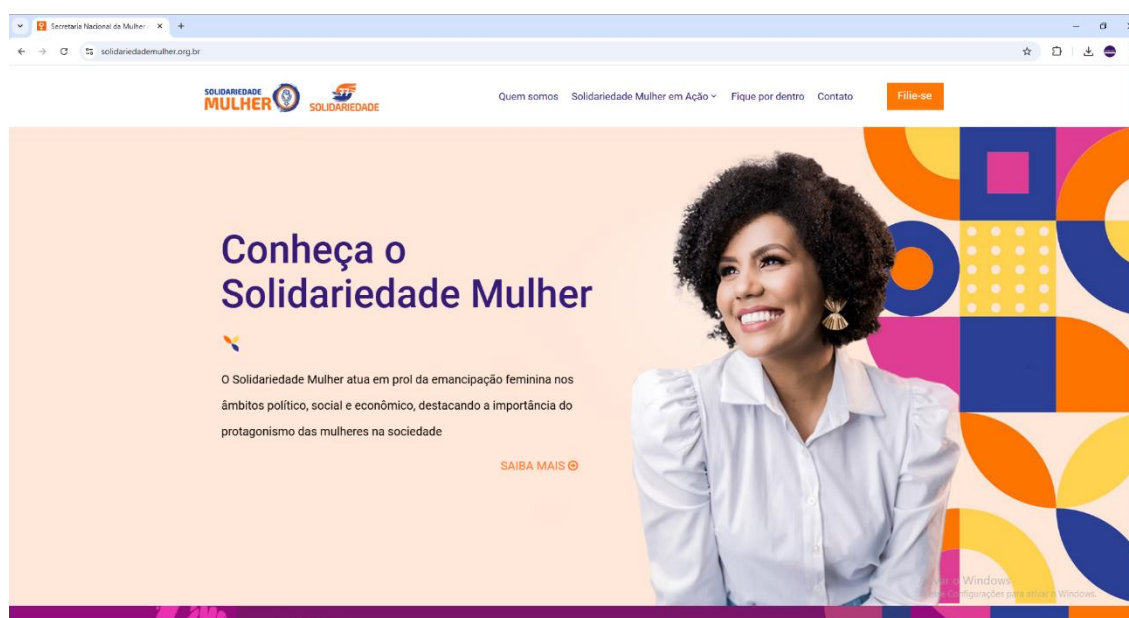 Secretaria Nacional da Mulher
solidariedademulher.org.br
SOLIDARIEDADE
MULHER
SOLIDARIEDADE
Quem somos Solidariedade Mulher em Ação Fique por dentro Contato Filie-se
Conheça o
Solidariedade Mulher
O Solidariedade Mulher atua em prol da emancipação feminina nos
âmbitos político, social e econômico, destacando a importância do
protagonismo das mulheres na sociedade
SAIBA MAIS
o Windows
Configurações para ativar o Windows.